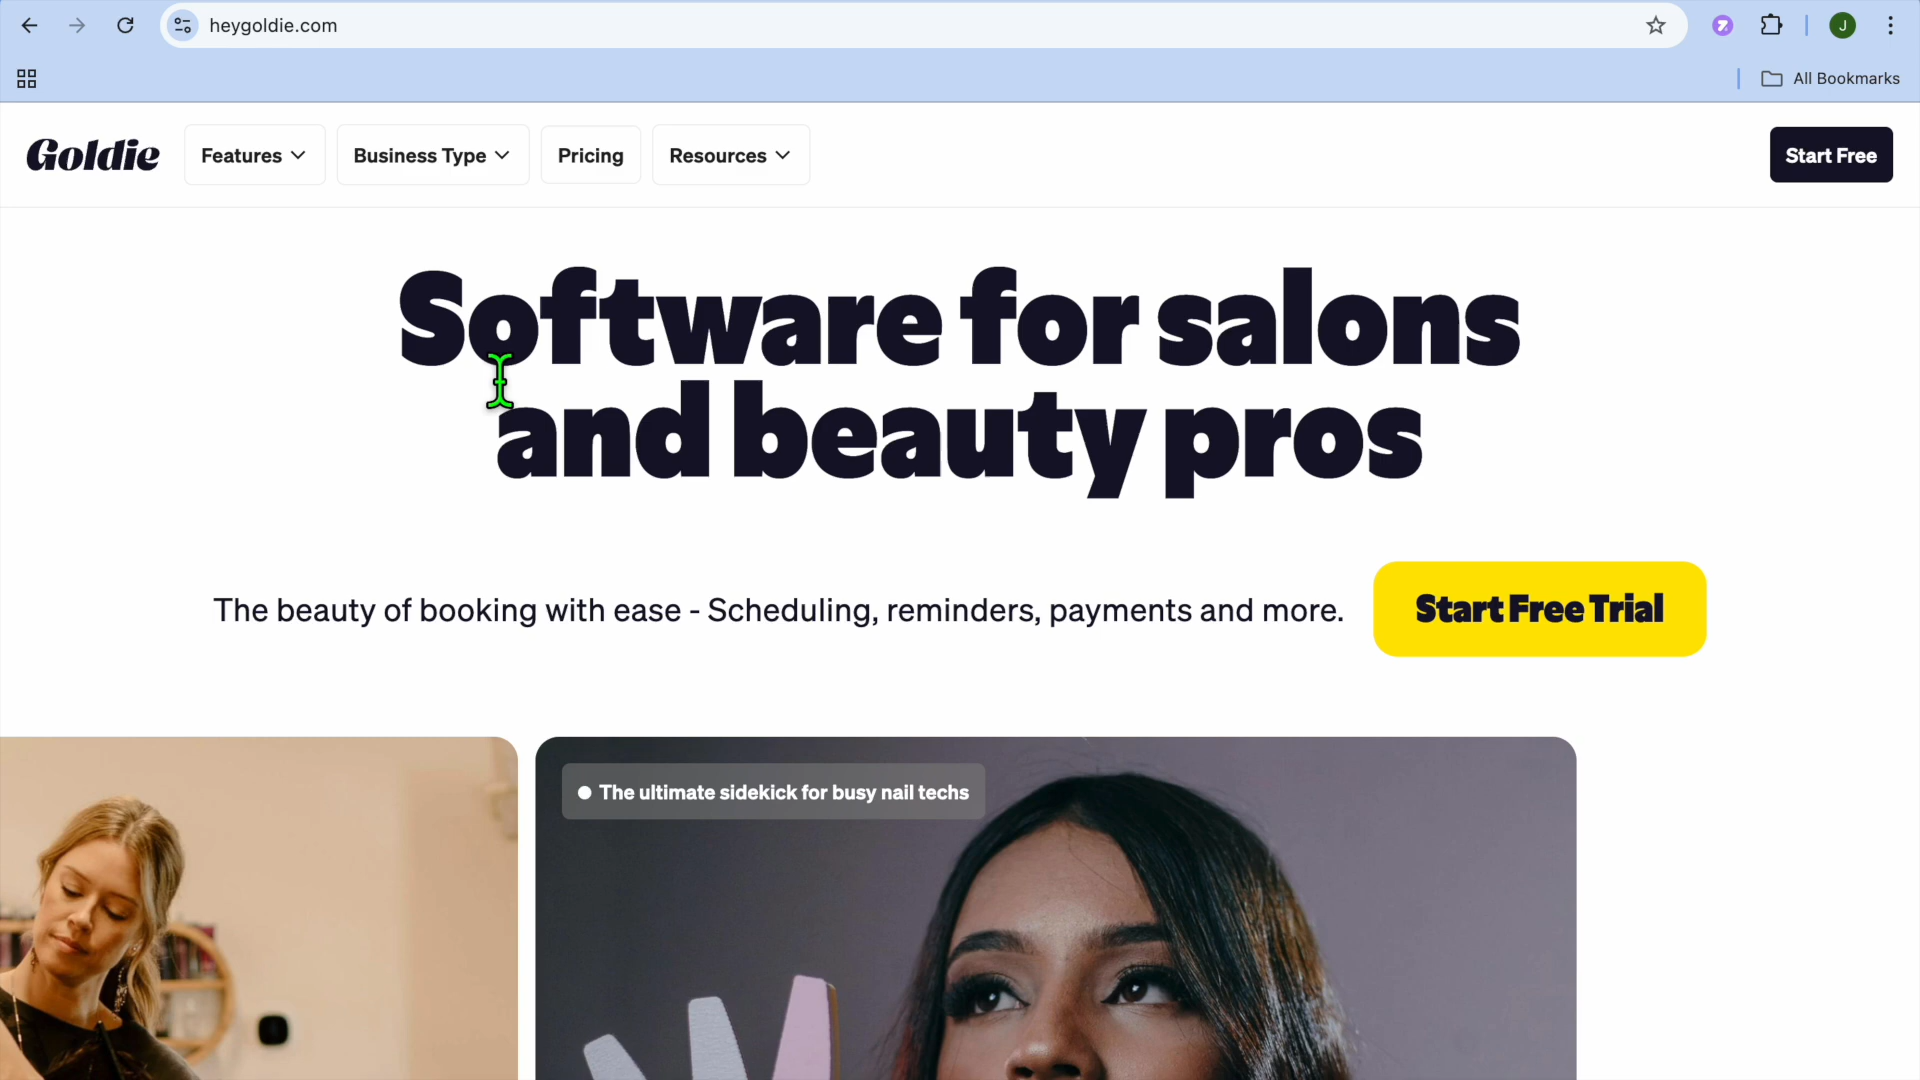 heygoldie.com
J
All Bookmarks
Goldie
Features
Business Type
Pricing
Resources
Start Free
Software for salons
and beauty pros
The beauty of booking with ease - Scheduling, reminders, payments and more.
Start Free Trial
The ultimate sidekick for busy nail techs